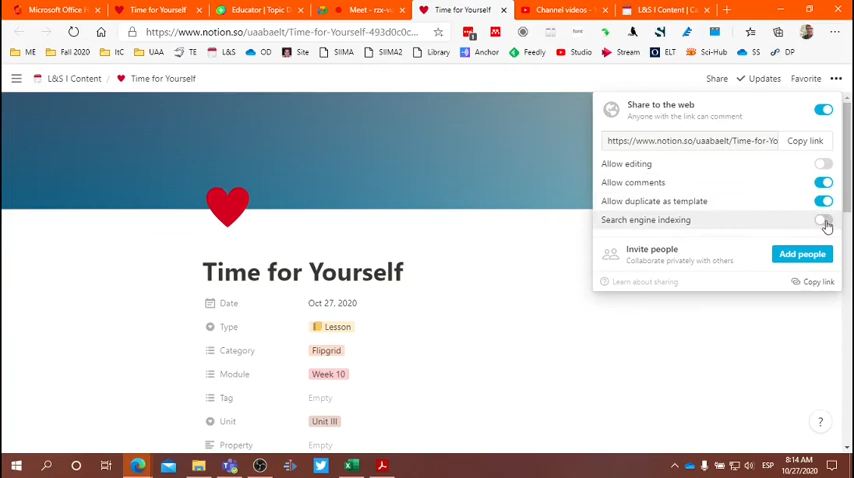 Microsoft Office F
Time for Yourself
Educator | Topic D
Meet - rzx-v
Time for Yourself
Channel videos -
L&S I Content | Ca
https://www.notion.so/uaabaelt/Time-for-Yourself-493d0c0c...
ME
Fall 2020
ItC
UAA
TE
L&S
OD
Site
SIIMA
SIIMA2
Library
Anchor
Feedly
Studio
Stream
ELT
Sci-Hub
SS
DP
L&S I Content / Time for Yourself
Share
Updates
Favorite
Share to the web
Anyone with the link can comment
https://www.notion.so/uaabaelt/Time-for-Yo
Copy link
Allow editing
Allow comments
Allow duplicate as template
Search engine indexing
Invite people
Collaborate privately with others
Add people
Learn about sharing
Copy link
Time for Yourself
Date Oct 27, 2020
Type Lesson
Category Flipgrid
Module Week 10
Tag Empty
Unit Unit III
Property Empty
?
ESP
8:14 AM
10/27/2020